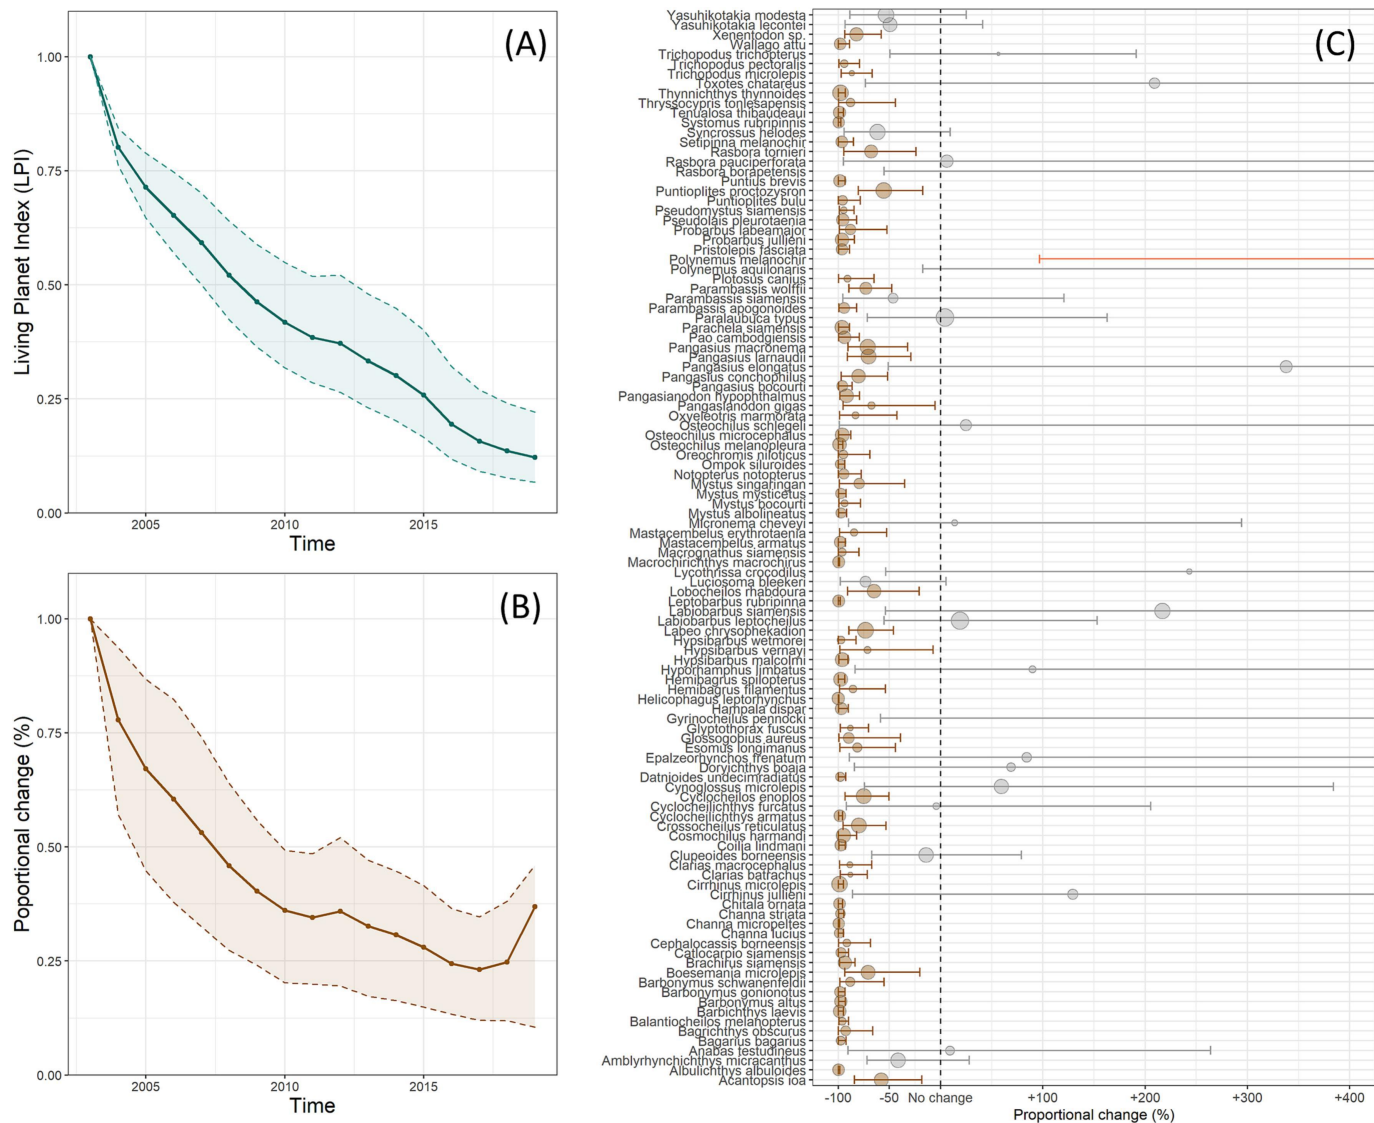 (A)
Living Planet Index (LPI)
1.00
0.75
0.50
0.25
0.00
2005
2010
2015
Time
(B)
Poportional change (%)
1.00
0.75
0.50
0.25
0.00
2005
2010
2015
Time
(C)
Yasuhikotakia modesta
Yasuhikotakia lecontei
Xenentodon sp.
Wallago attu
Trichopodus trichopterus
Trichopodus pectoralis
Trichopodus microlepis
Toxotes chatareus
Thynnichthys thynnoides
Thryssocypris tonlesapensis
Tenualosa thibaudeaui
Systomus rubripinnis
Syncrossus helodes
Setipinna melanochir
Rasbora tornieri
Rasbora pauciperforata
Rasbora borapetensis
Puntius brevis
Puntioplites proctozysron
Puntioplites bulu
Pseudomystus siamensis
Pseudolais pleurotaenia
Probarbus labeamajor
Probarbus jullieni
Pristolepis fasciata
Polynemus melanochir
Polynemus aquilonaris
Plotosus canius
Parambassis wolffii
Parambassis siamensis
Parambassis apogonoides
Paralaubuca typus
Parachela siamensis
Pao cambodgiensis
Pangasius macronema
Pangasius larnaudii
Pangasius elongatus
Pangasius conchophilus
Pangasius bocourti
Pangasianodon hypophthalmus
Pangasianodon gigas
Oxyeleotris marmorata
Osteochilus schlegeli
Osteochilus microcephalus
Osteochilus melanopleura
Oreochromis niloticus
Ompok siluroides
Notopterus notopterus
Mystus singaringan
Mystus mysticetus
Mystus bocourti
Mystus albolineatus
Micronema cheveyi
Mastacembelus erythrotaenia
Mastacembelus armatus
Macrognathus siamensis
Macrochirichthys macrochirus
Lycothrissa crocodilus
Luciosoma bleekeri
Lobocheilos rhabdoura
Leptobarbus rubripinna
Labiobarbus siamensis
Labiobarbus leptocheilus
Labeo chrysophekadion
Hypsibarbus wetmorei
Hypsibarbus vernayi
Hypsibarbus malcolmi
Hyporhamphus limbatus
Hemibagrus spilopterus
Hemibagrus filamentus
Helicophagus leptorhynchus
Hampala dispar
Gyrinocheilus pennocki
Glyptothorax fuscus
Glossogobius aureus
Esomus longimanus
Epalzeorhynchos frenatum
Doryichthys boaja
Datnioides undecimradiatus
Cynoglossus microlepis
Cyclocheilos enoplos
Cyclocheilichthys furcatus
Cyclocheilichthys armatus
Crossocheilus reticulatus
Cosmochilus harmandi
Coilia lindmani
Clupeoides borneensis
Clarias macrocephalus
Clarias batrachus
Cirrhinus microlepis
Cirrhinus jullieni
Chitala ornata
Channa striata
Channa micropeltes
Channa lucius
Cephalocassis borneensis
Catlocarpio siamensis
Brachirus siamensis
Boesemania microlepis
Barbonymus schwanenfeldii
Barbonymus gonionotus
Barbonymus altus
Barbichthys laevis
Balantiocheilos melanopterus
Bagrichthys obscurus
Bagarius bagarius
Anabas testudineus
Amblyrhynchichthys micracanthus
Albulichthys albuloides
Acantopsis ioa
-100
-50
No change
+100
+200
+300
+400
Proportional change (%)